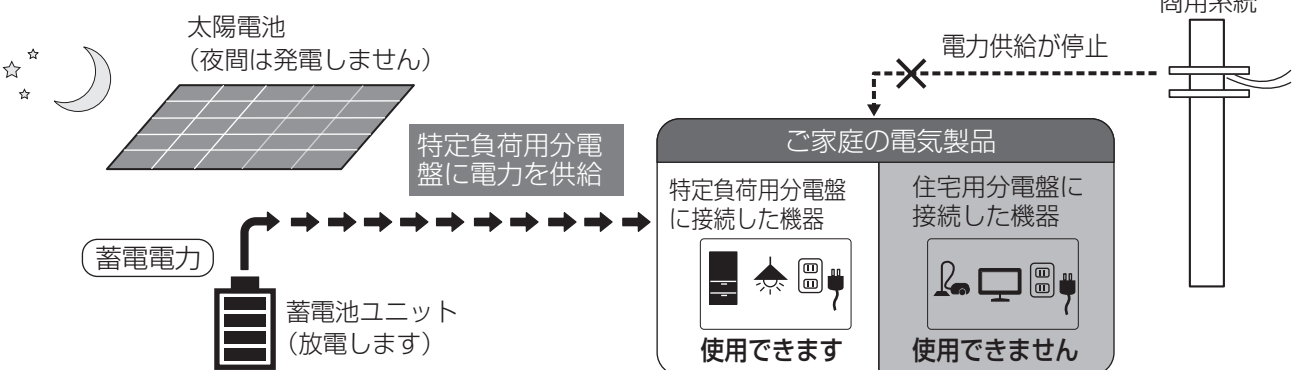 商用系統
太陽電池
（夜間は発電しません）
電力供給が停止
特定負荷用分電
盤に電力を供給
ご家庭の電気製品
特定負荷用分電盤
に接続した機器
住宅用分電盤に
接続した機器
蓄電電力
蓄電池ユニット
（放電します）
使用できます
使用できません